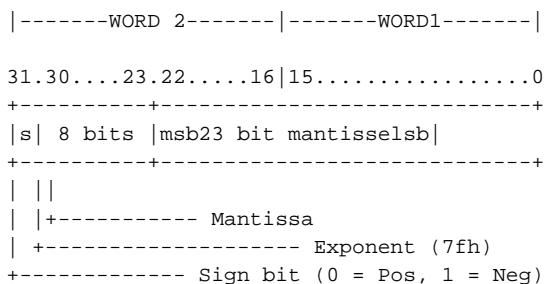 |-------WORD 2-------|-------WORD1-------|
31.30....23.22.....16|15.................0
+----------+-----------------------------+
|s| 8 bits |msb23 bit mantisselsb|
+----------+-----------------------------+
| ||
| |+----------- Mantissa
| +-------------------- Exponent (7fh)
+------------- Sign bit (0 = Pos, 1 = Neg)